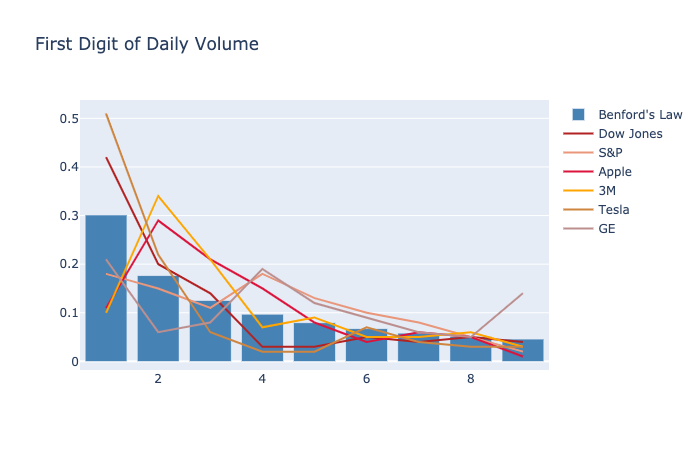 First Digit of Daily Volume
0.5
0.4
0.3
0.2
0.1
0
2
4
6
8
Benford's Law
Dow Jones
S&P
Apple
3M
Tesla
GE